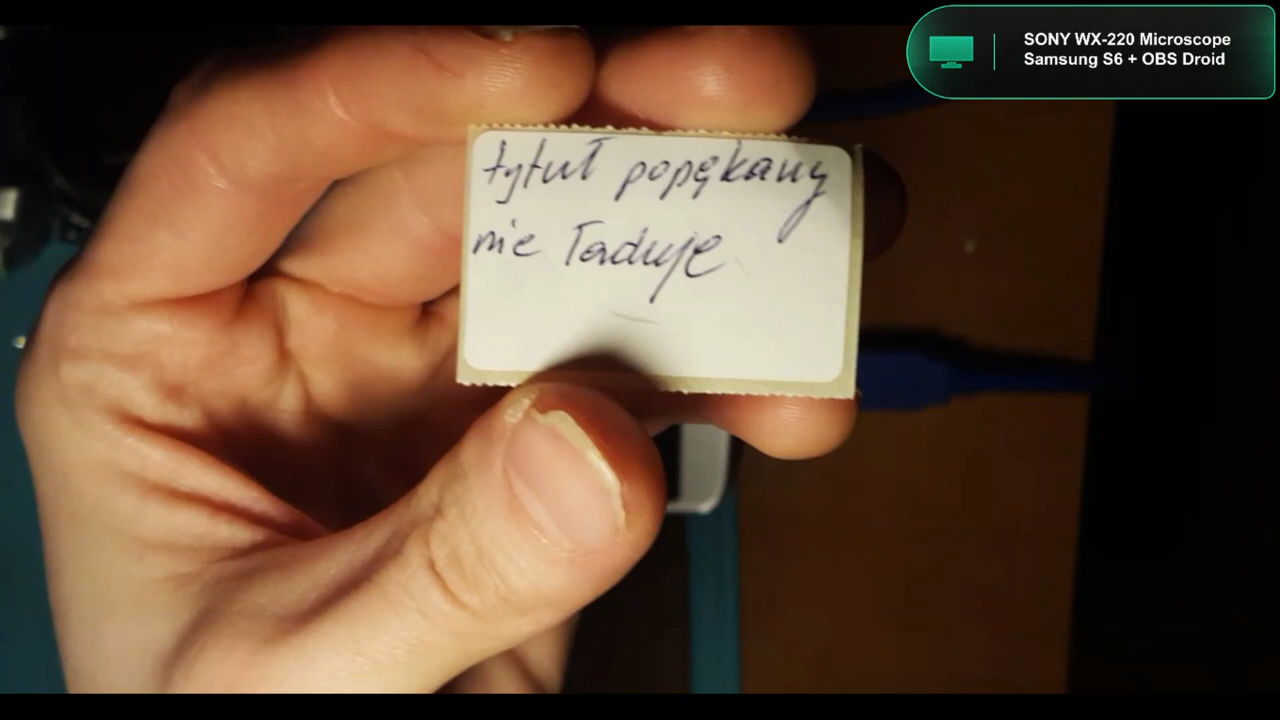 SONY WX-220 Microscope
Samsung S6 + OBS Droid
tytuł popękany
nie ładuje